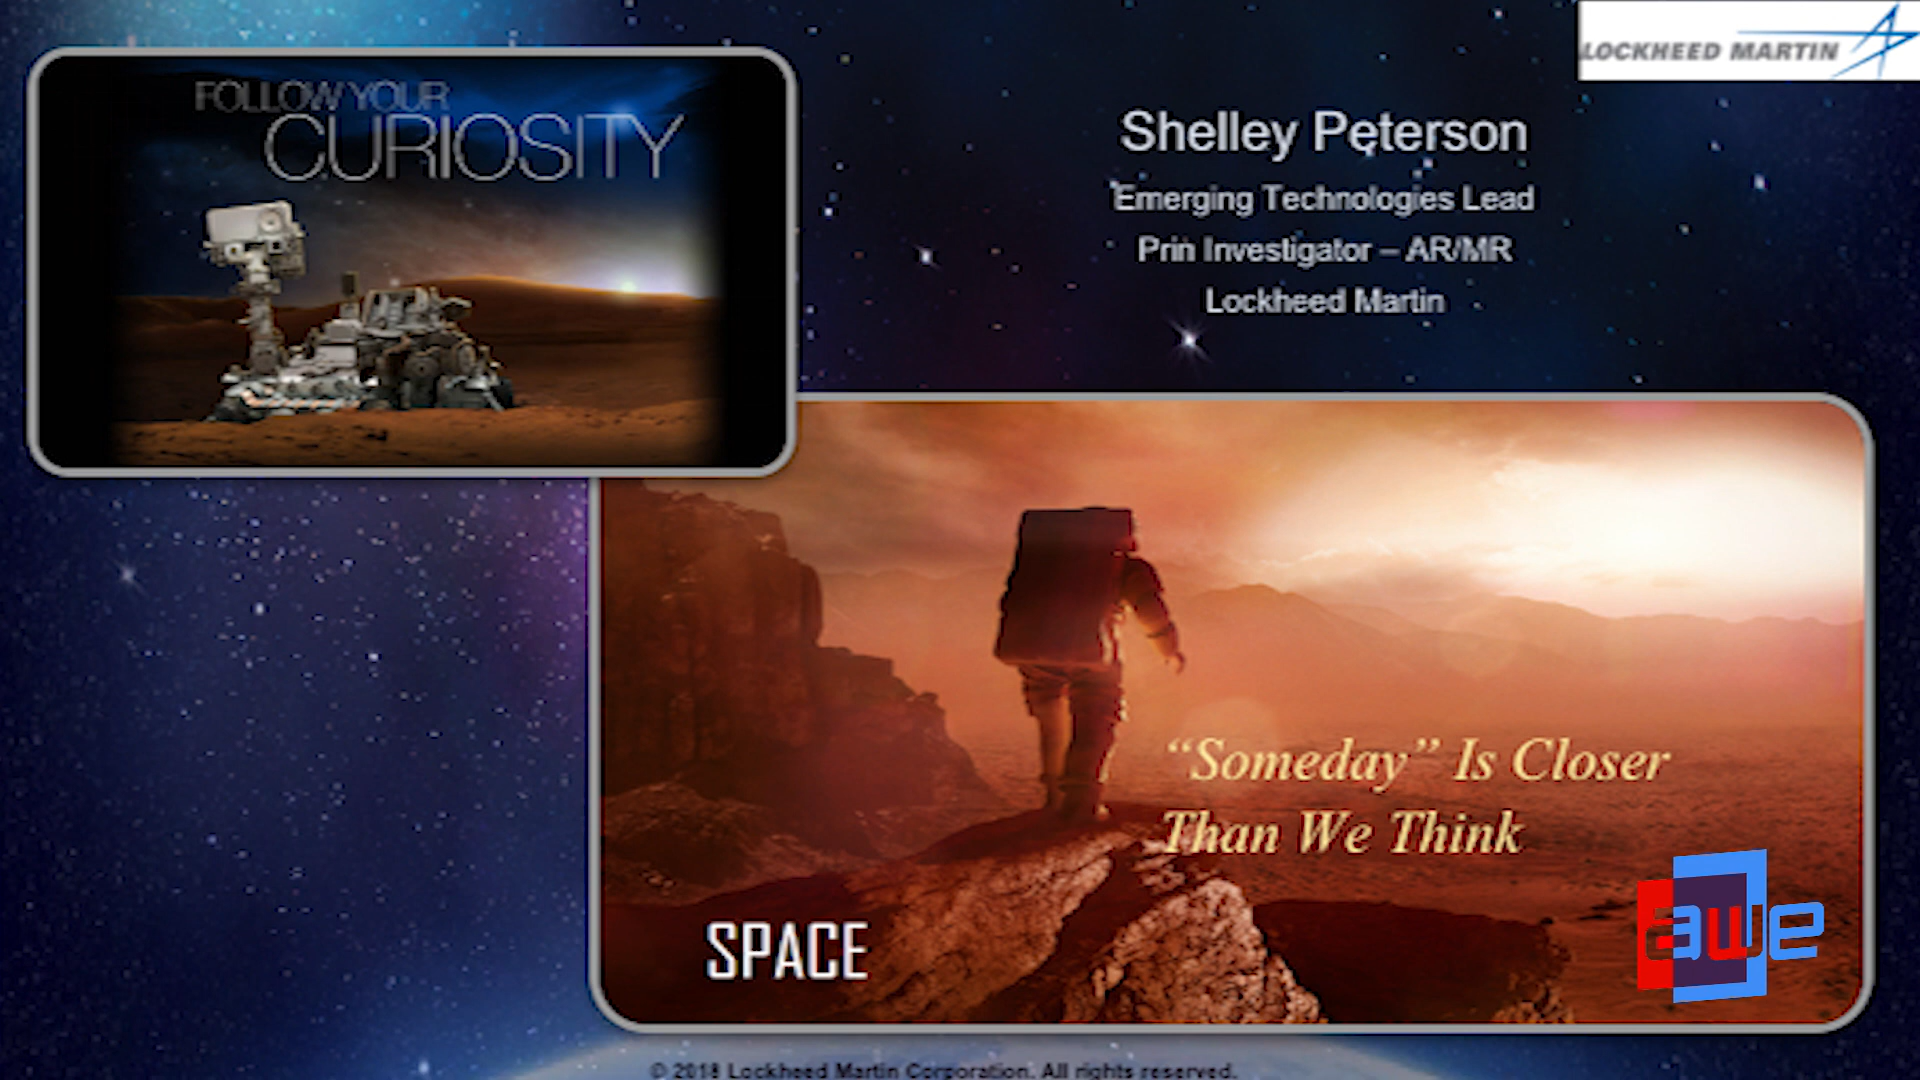 LOCKHEED MARTIN
FOLLOW YOUR
CURIOSITY
Shelley Peterson
Emerging Technologies Lead
Prin Investigator – AR/MR
Lockheed Martin
“Someday” Is Closer
Than We Think
SPACE
awe
© 2018 Lockheed Martin Corporation. All rights reserved.